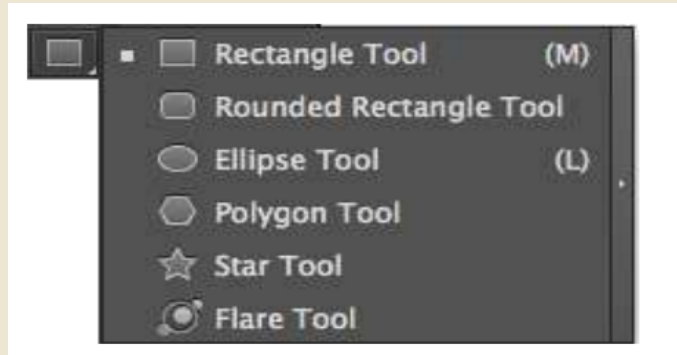 Rectangle Tool (M)
Rounded Rectangle Tool
Ellipse Tool (L)
Polygon Tool
Star Tool
Flare Tool